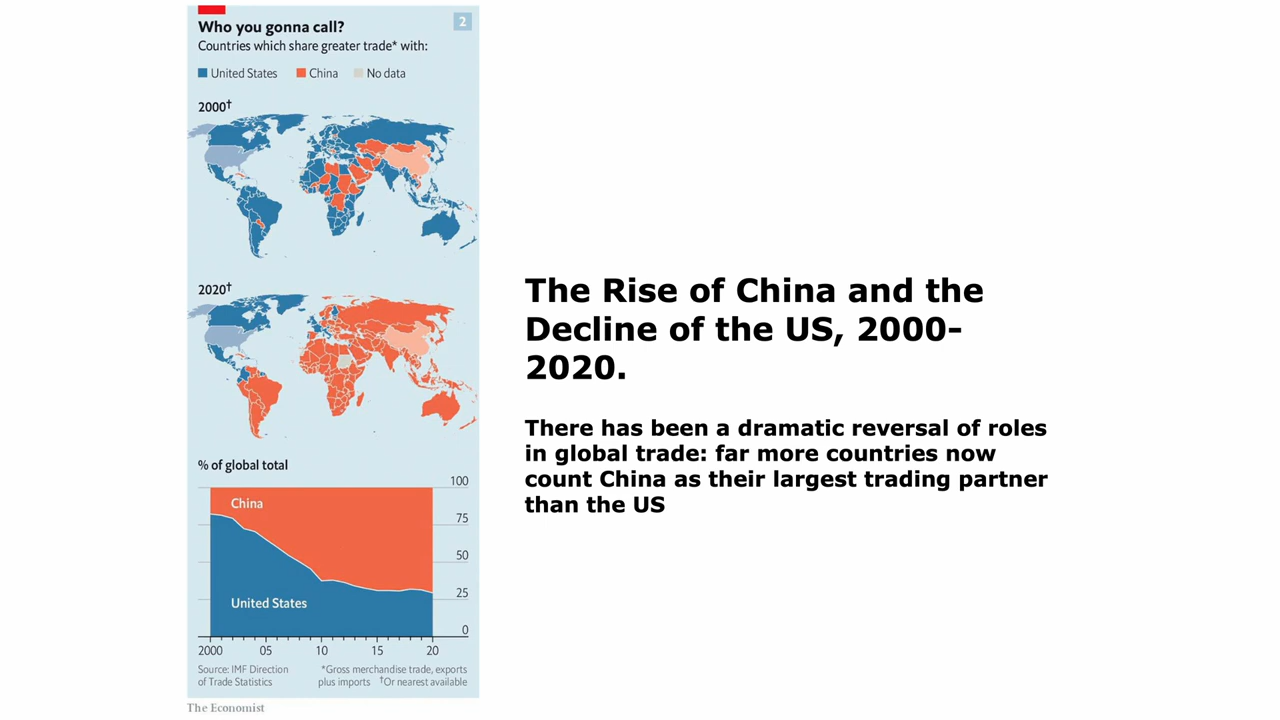 Who you gonna call?
2
Countries which share greater trade* with:
United States
China
No data
2000†
2020†
% of global total
100
75
50
25
0
China
United States
2000 05 10 15 20
Source: IMF Direction
of Trade Statistics
*Gross merchandise trade, exports
plus imports †Or nearest available
The Economist
The Rise of China and the
Decline of the US, 2000-
2020.
There has been a dramatic reversal of roles
in global trade: far more countries now
count China as their largest trading partner
than the US